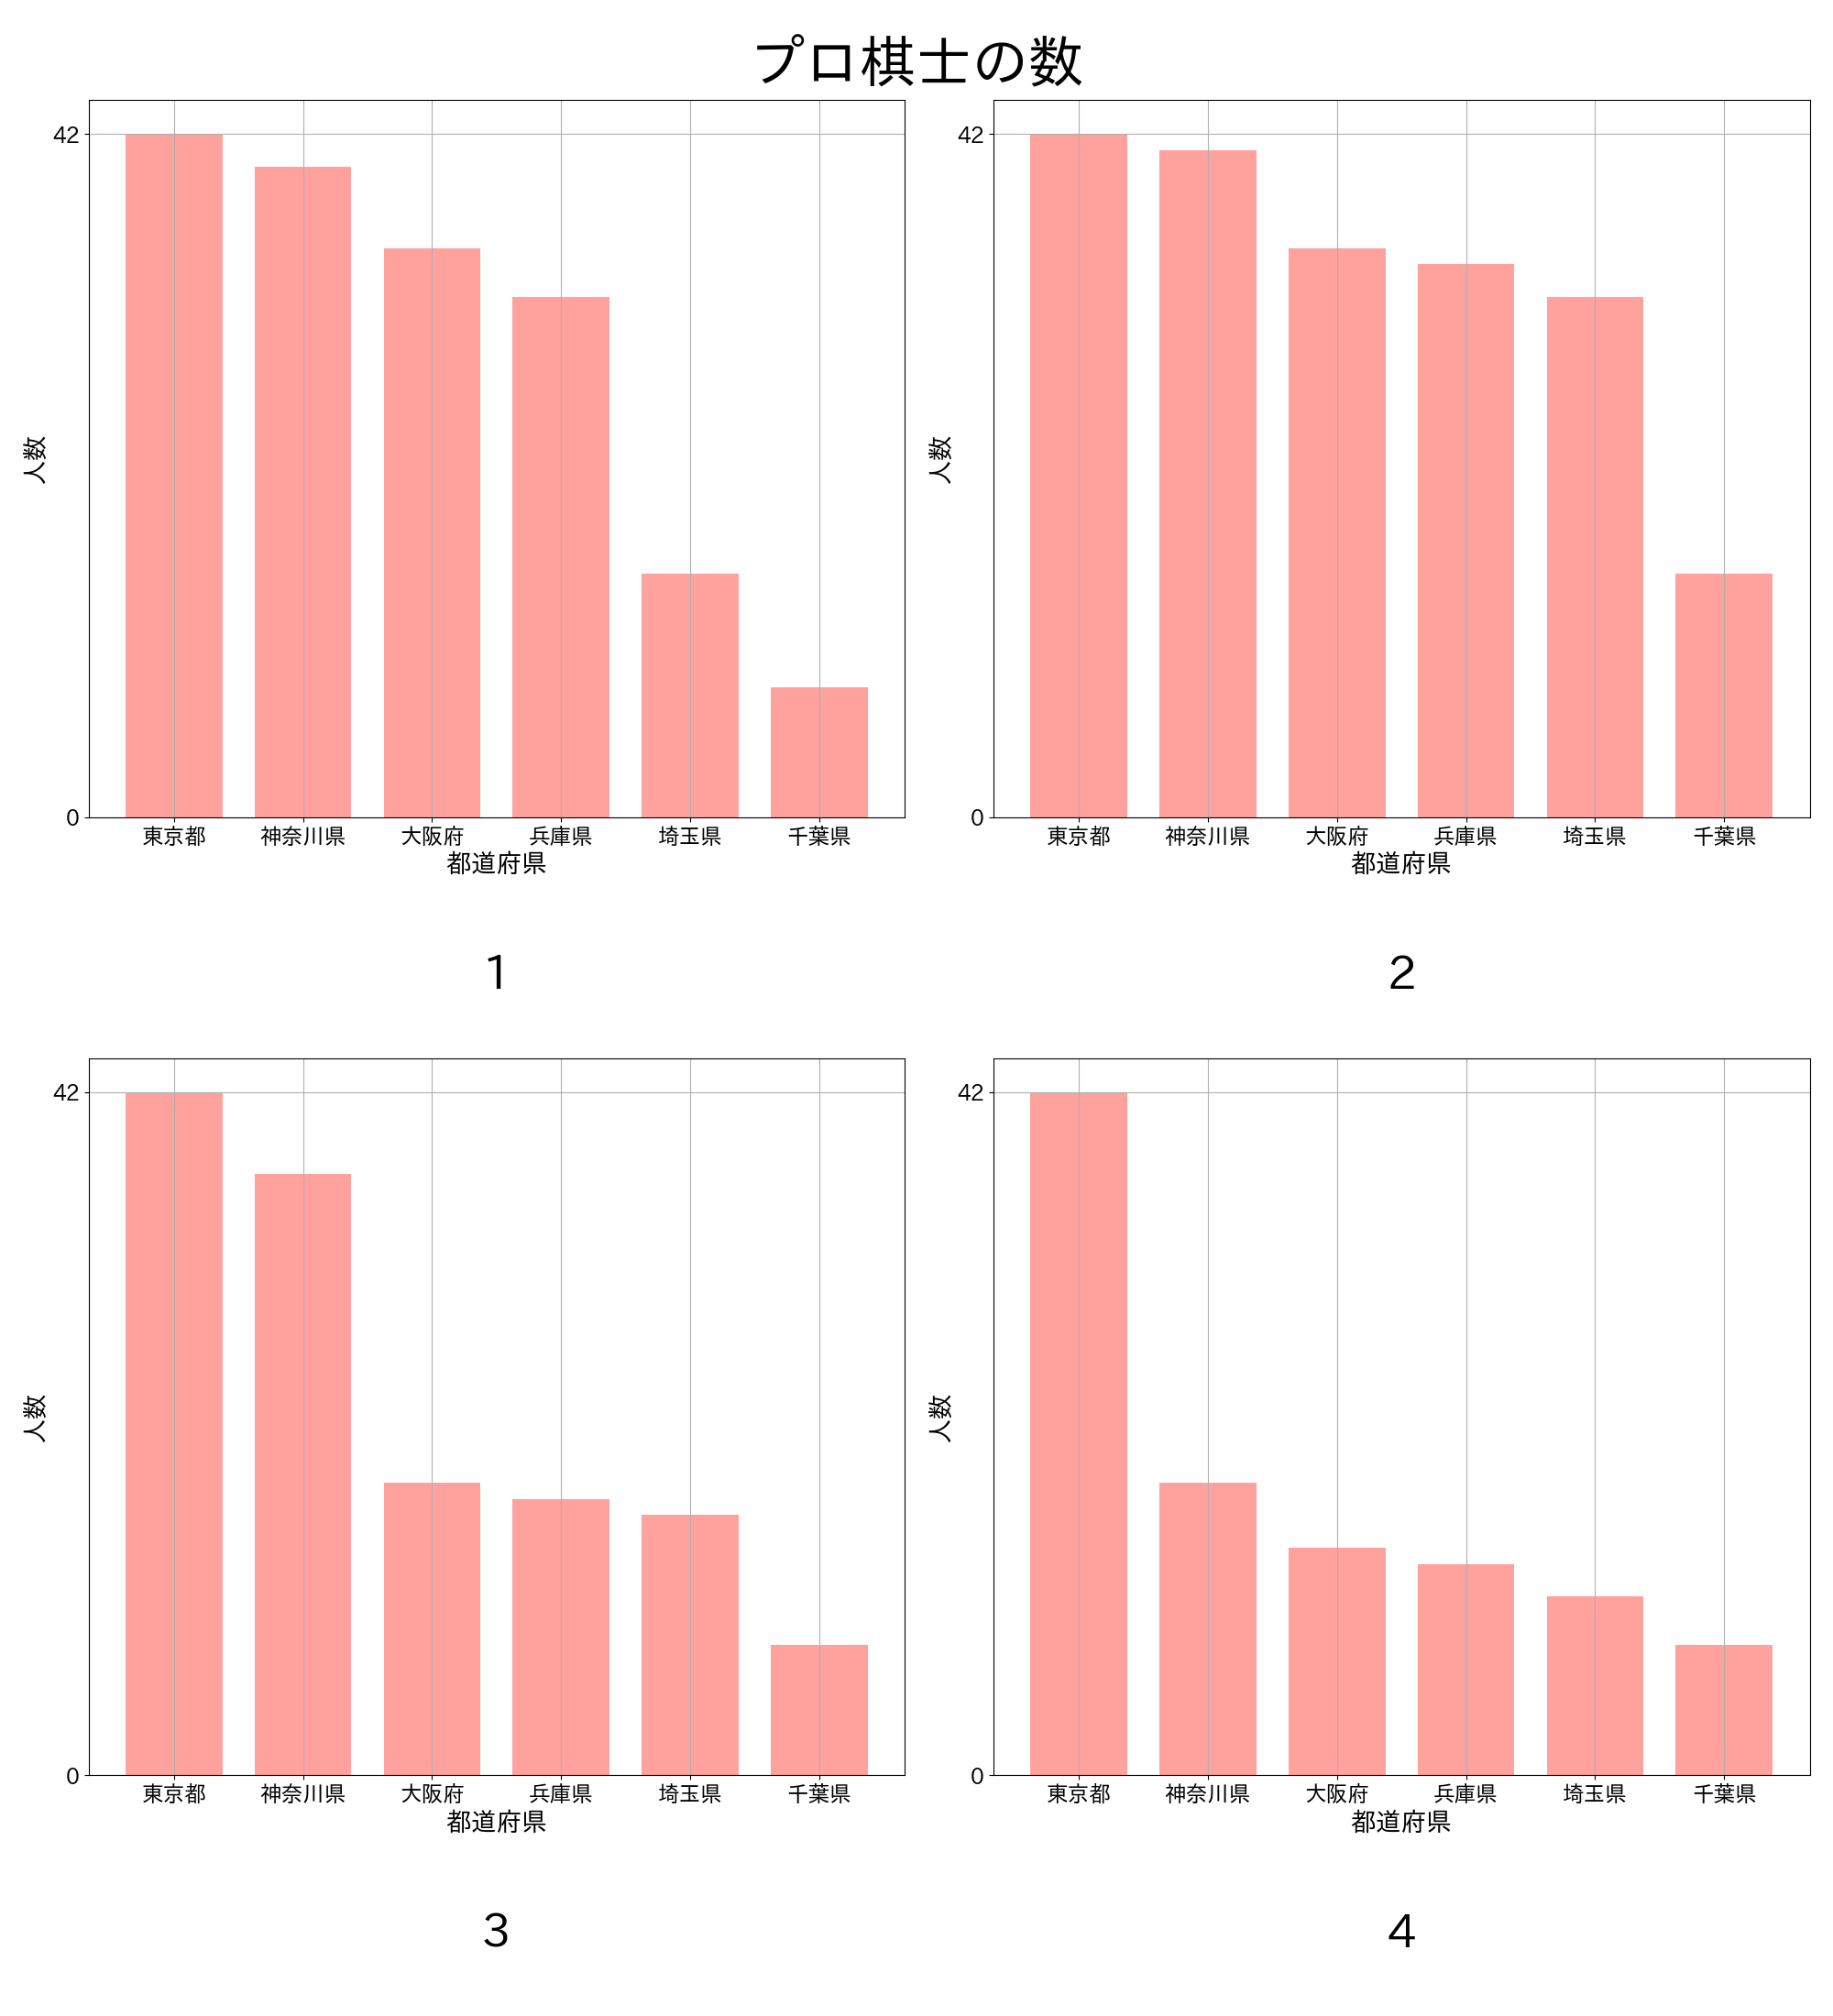 プロ棋士の数
42
0
人数
東京都 神奈川県 大阪府 兵庫県 埼玉県 千葉県
都道府県
1
42
0
人数
東京都 神奈川県 大阪府 兵庫県 埼玉県 千葉県
都道府県
2
42
0
人数
東京都 神奈川県 大阪府 兵庫県 埼玉県 千葉県
都道府県
3
42
0
人数
東京都 神奈川県 大阪府 兵庫県 埼玉県 千葉県
都道府県
4